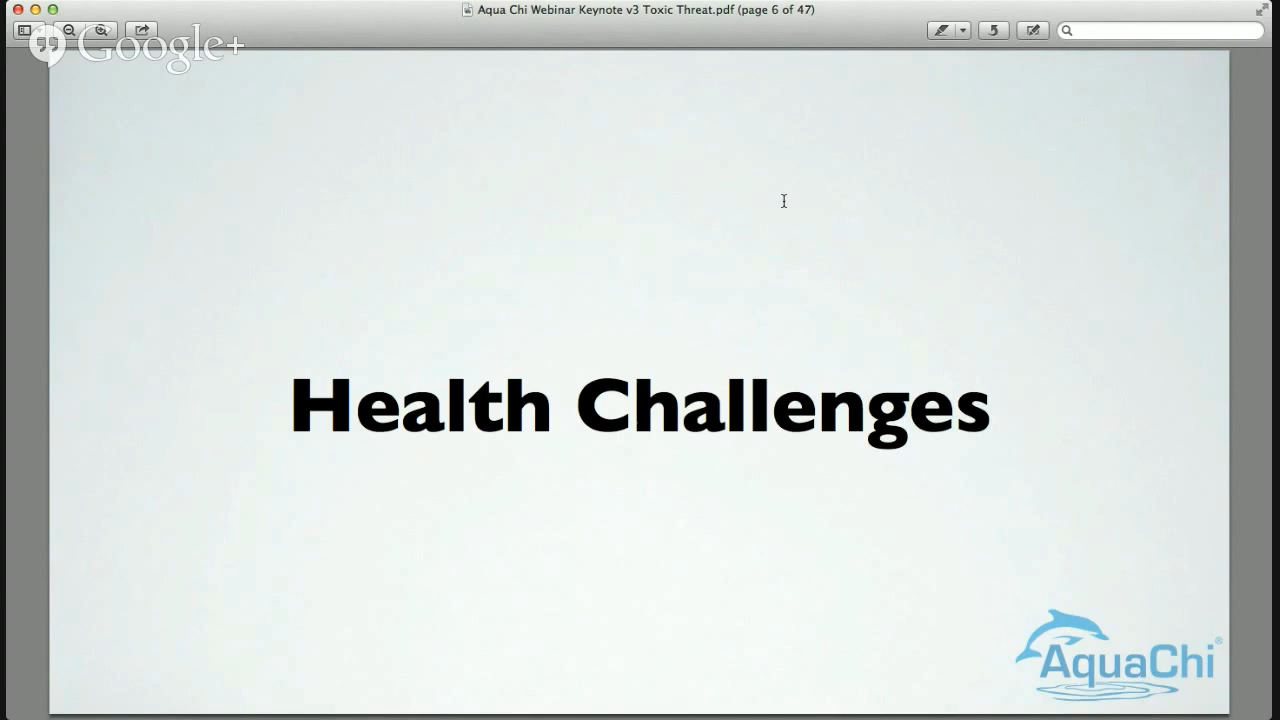 Aqua Chi Webinar Keynote v3 Toxic Threat.pdf (page 6 of 47)
Google+
Health Challenges
AquaChi®